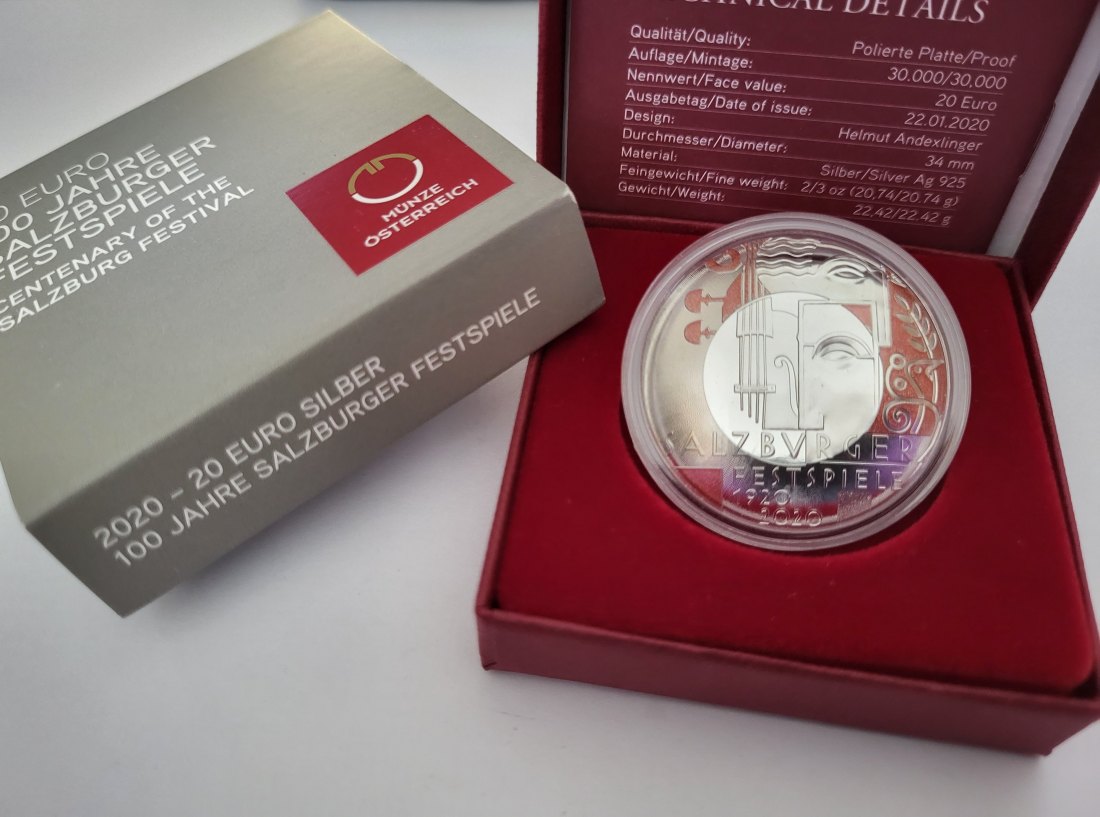 EURO
JAHRE
SALZBURGER
FESTSPIELE
CENTENARY OF THE
SALZBURG FESTIVAL
MÜNZE
ÖSTERREICH
2020 – 20 EURO SILBER
100 JAHRE SALZBURGER FESTSPIELE
DETAILS
Qualität/Quality: Polierte Platte/Proof
Auflage/Mintage: 30.000/30,000
Nennwert/Face value: 20 Euro
Ausgabetag/Date of issue: 22.01.2020
Design: Helmut Andexlinger
Durchmesser/Diameter: 34 mm
Material: Silber/Silver Ag 925
Feingewicht/Fine weight: 2/3 oz (20,74/20.74 g)
Gewicht/Weight: 22,42/22.42 g
SALZBVRGER
FESTSPIELE
1920
2020